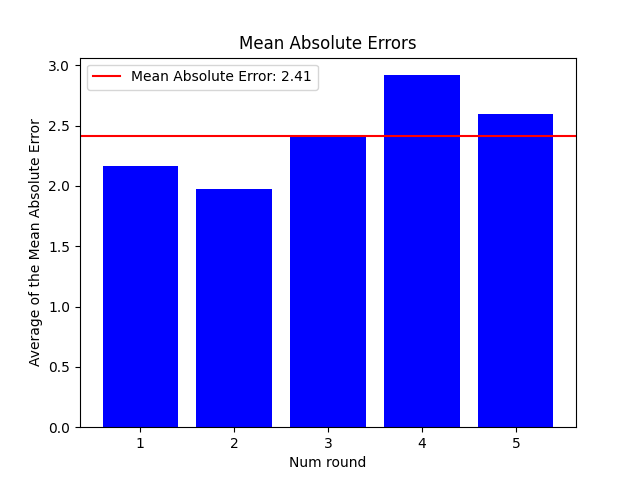 Mean Absolute Errors
Mean Absolute Error: 2.41
Average of the Mean Absolute Error
3.0
2.5
2.0
1.5
1.0
0.5
0.0
1 2 3 4 5
Num round